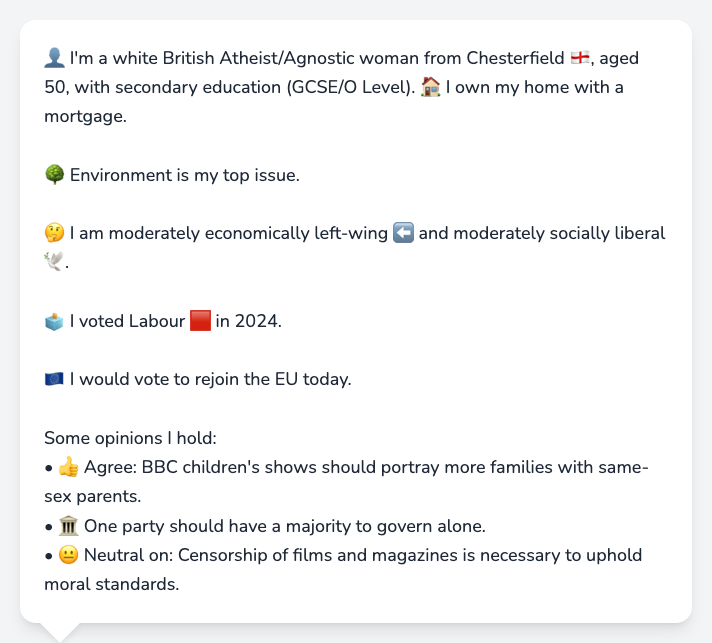 👤 I'm a white British Atheist/Agnostic woman from Chesterfield 🏴󠁧󠁢󠁥󠁮󠁧󠁿, aged
50, with secondary education (GCSE/O Level). 🏠 I own my home with a
mortgage.
🌳 Environment is my top issue.
🤔 I am moderately economically left-wing ⬅️ and moderately socially liberal
🕊️.
🗳️ I voted Labour 🟥 in 2024.
🇪🇺 I would vote to rejoin the EU today.
Some opinions I hold:
• 👍 Agree: BBC children's shows should portray more families with same-
sex parents.
• 🏛️ One party should have a majority to govern alone.
• 😐 Neutral on: Censorship of films and magazines is necessary to uphold
moral standards.